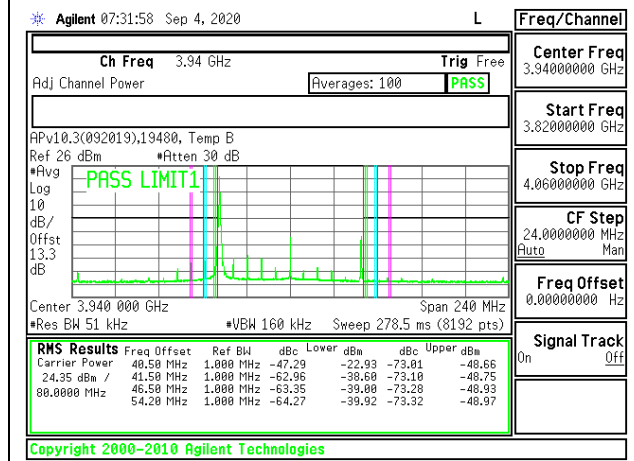 Agilent 07:31:58 Sep 4, 2020 L
Freq/Channel
Ch Freq 3.94 GHz Trig Free
Adj Channel Power Averages: 100 PASS
APv10.3(092019),19480, Temp B
Ref 26 dBm #Atten 30 dB
#Avg
Log
10
dB/
Offst
13.3
dB
PASS LIMIT1
Center 3.940 000 GHz Span 240 MHz
#Res BW 51 kHz #VBW 160 kHz Sweep 278.5 ms (8192 pts)
RMS Results Freq Offset Ref BW dBc Lower dBm dBc Upper dBm
Carrier Power 40.50 MHz 1.000 MHz -47.29 -22.93 -73.01 -48.66
24.35 dBm / 41.50 MHz 1.000 MHz -62.96 -38.60 -73.10 -48.75
80.0000 MHz 46.50 MHz 1.000 MHz -63.35 -39.00 -73.28 -48.93
54.20 MHz 1.000 MHz -64.27 -39.92 -73.32 -48.97
Copyright 2000-2010 Agilent Technologies
Center Freq
3.94000000 GHz
Start Freq
3.82000000 GHz
Stop Freq
4.06000000 GHz
CF Step
24.0000000 MHz
Auto Man
Freq Offset
0.00000000 Hz
Signal Track
On Off